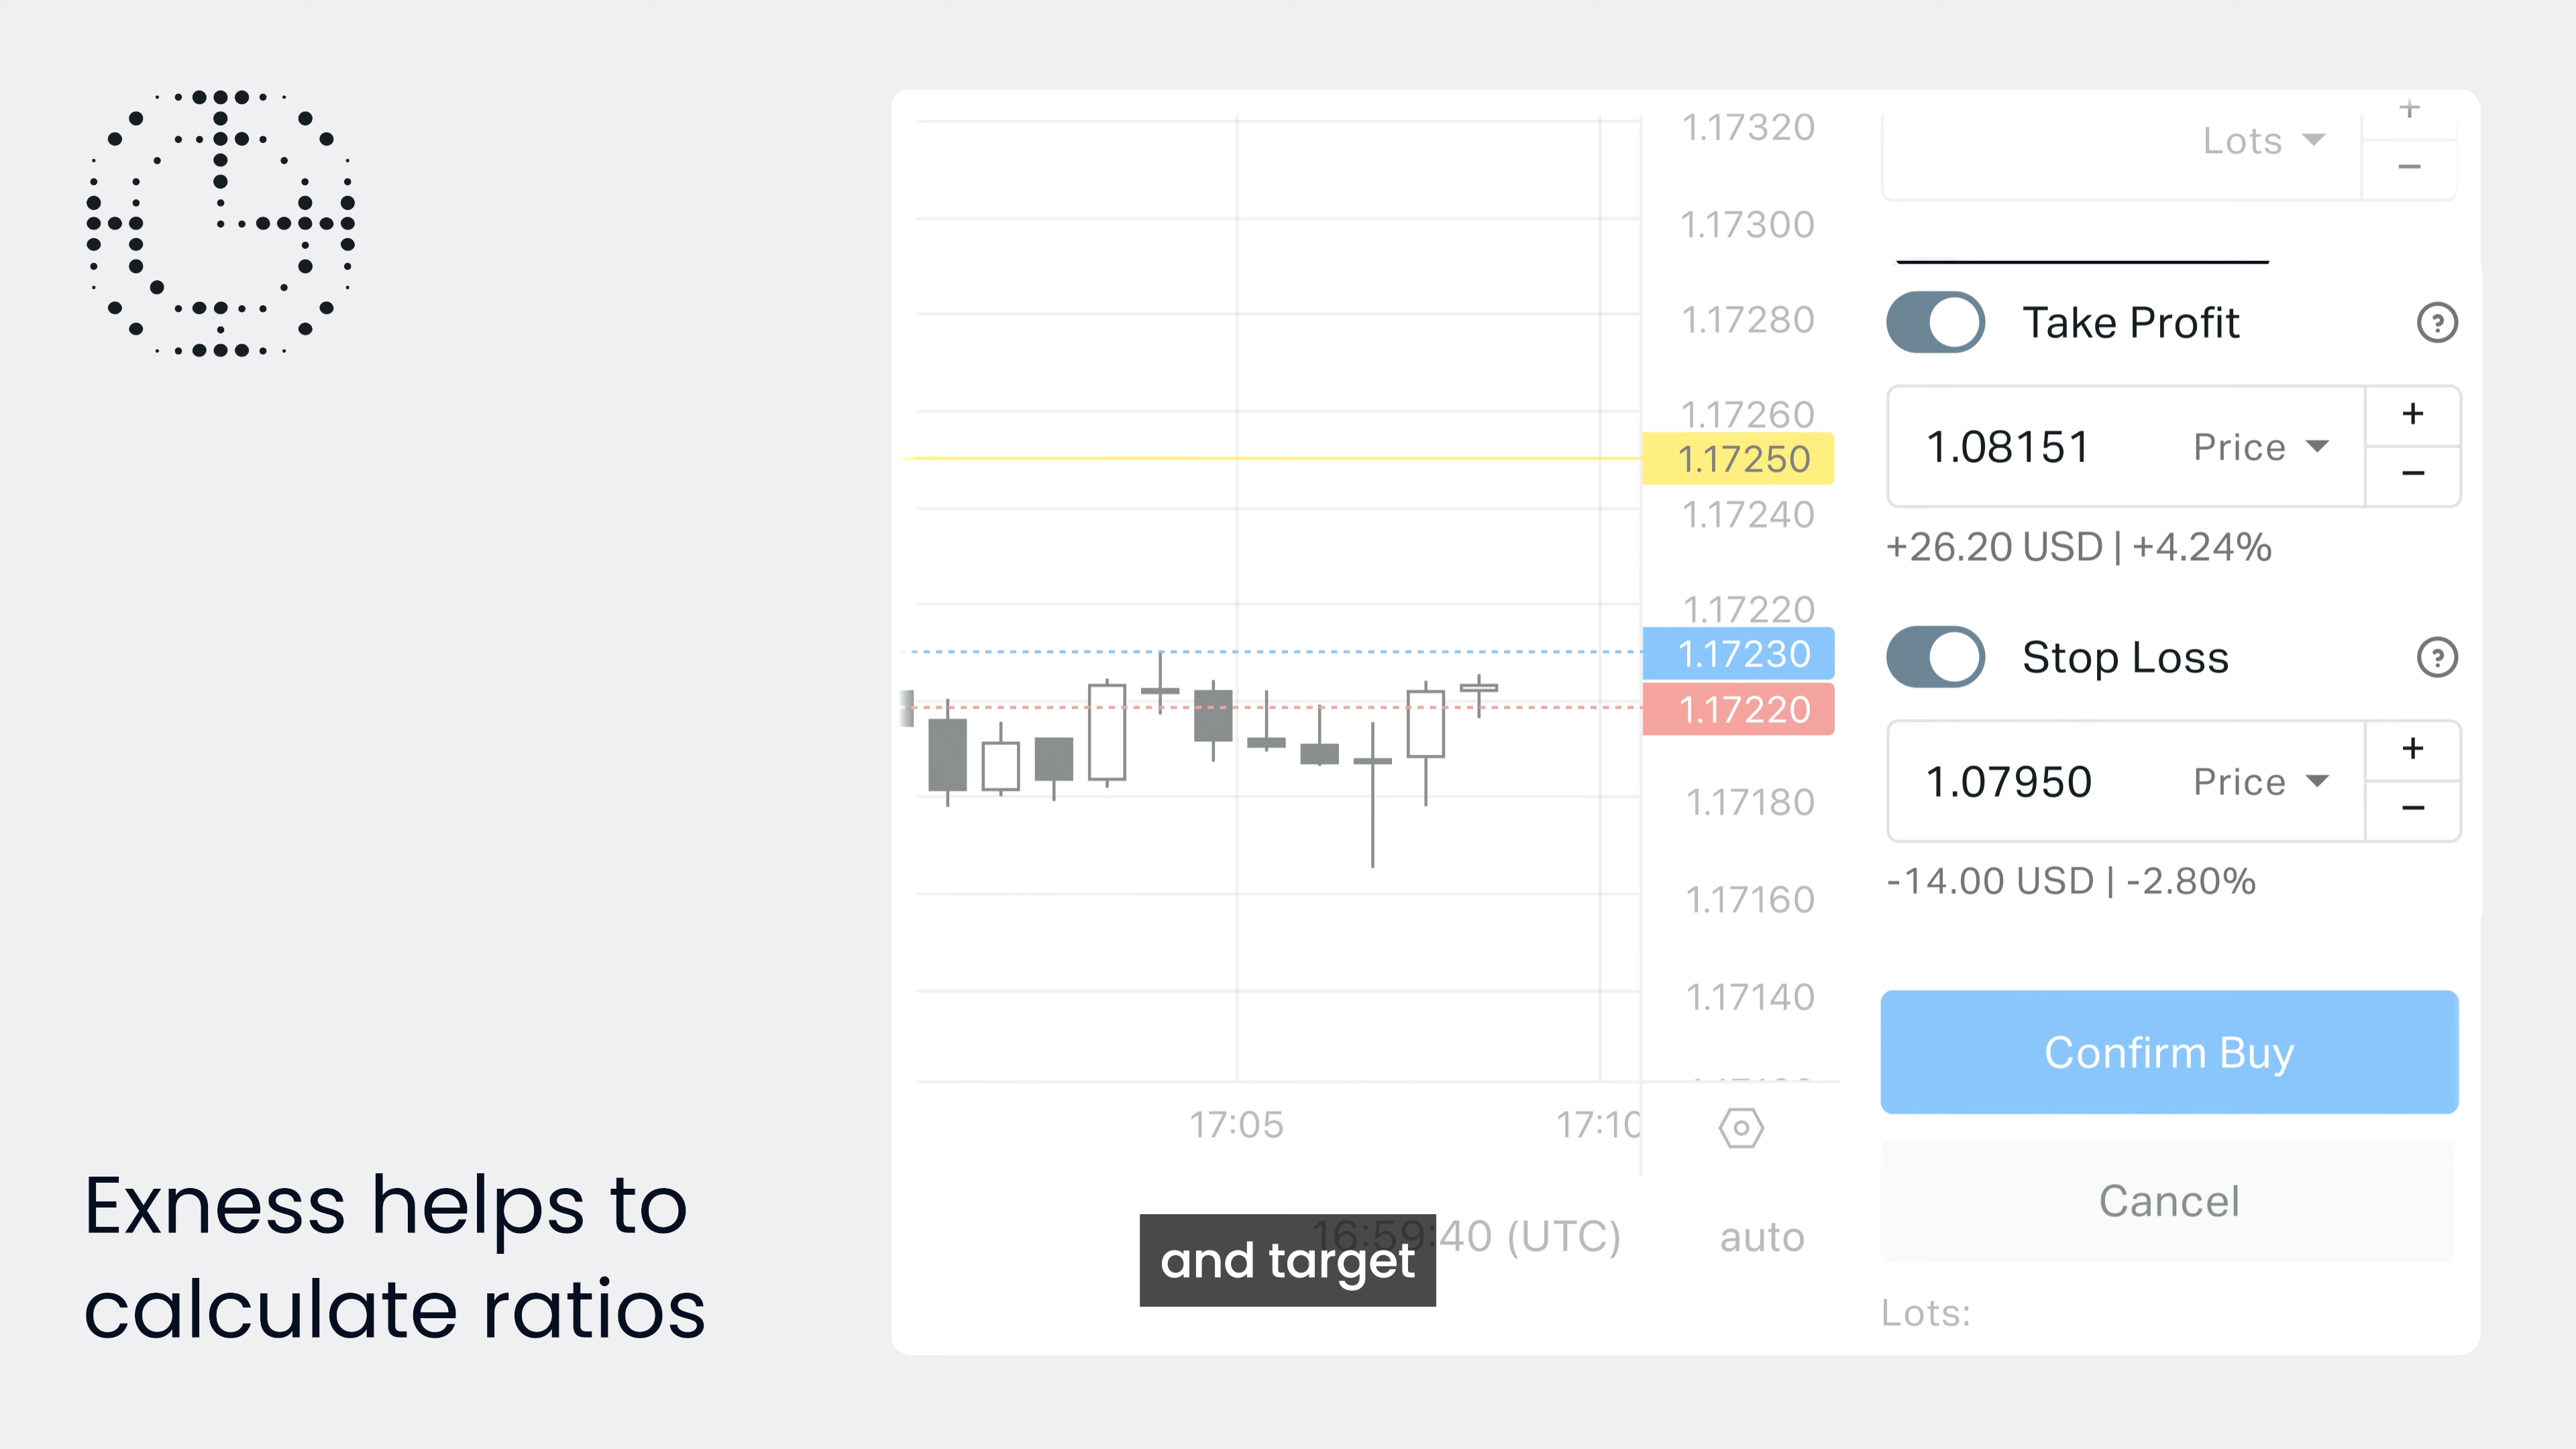 Exness helps to
calculate ratios
1.17320
1.17300
1.17280
1.17260
1.17250
1.17240
1.17220
1.17230
1.17220
1.17180
1.17160
1.17140
17:05
17:10
16:59:40 (UTC)
auto
and target
Lots
Take Profit
1.08151 Price
+26.20 USD | +4.24%
Stop Loss
1.07950 Price
-14.00 USD | -2.80%
Confirm Buy
Cancel
Lots: